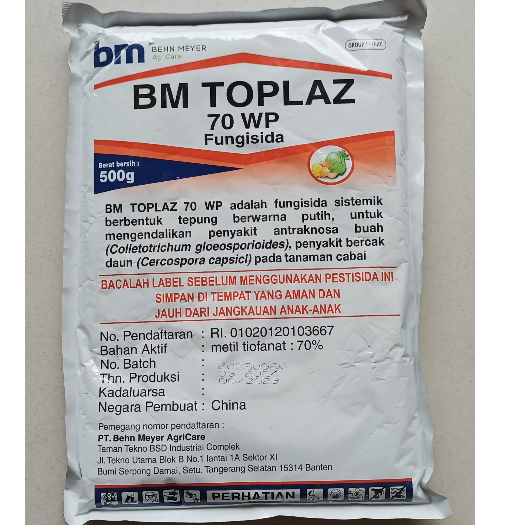 bm BEHN MEYER
AgriCare
BM TOPLAZ
70 WP
Fungisida
Berat bersih :
500g
BM TOPLAZ 70 WP adalah fungisida sistemik
berbentuk tepung berwarna putih, untuk
mengendalikan penyakit antraknosa buah
(Colletotrichum gloeosporioides), penyakit bercak
daun (Cercospora capsici) pada tanaman cabai
BACALAH LABEL SEBELUM MENGGUNAKAN PESTISIDA INI
SIMPAN DI TEMPAT YANG AMAN DAN
JAUH DARI JANGKAUAN ANAK-ANAK
No. Pendaftaran : RI. 01020120103667
Bahan Aktif : metil tiofanat : 70%
No. Batch :
Thn. Produksi :
Kadaluarsa :
Negara Pembuat : China
Pemegang nomor pendaftaran :
PT. Behn Meyer AgriCare
Taman Tekno BSD Industrial Complek
Jl. Tekno Utama Blok B No.1 lantai 1A Sektor XI
Bumi Serpong Damai, Setu. Tangerang Selatan 15314 Banten
PERHATIAN